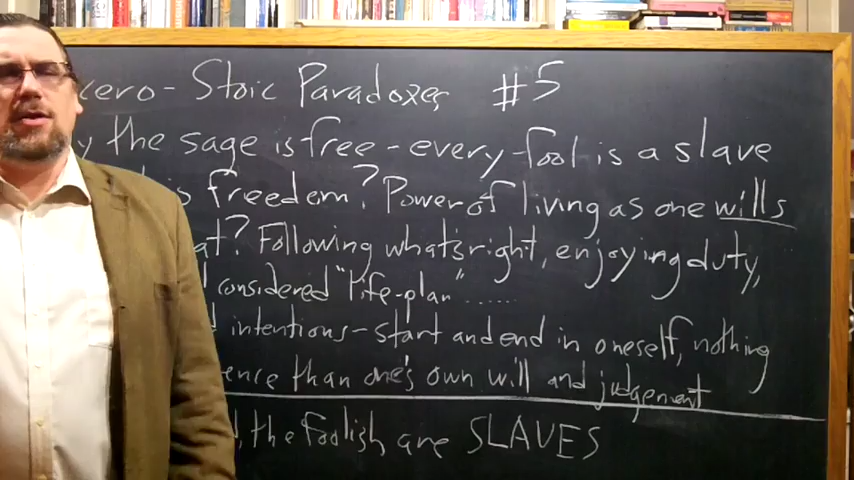 cero - Stoic Paradoxes #5
y the sage is free - every fool is a slave
is freedom? Power of living as one wills
at? Following what's right, enjoying duty,
considered "life-plan" ......
intentions - start and end in oneself, nothing
ence than one's own will and judgement
, the foolish are SLAVES